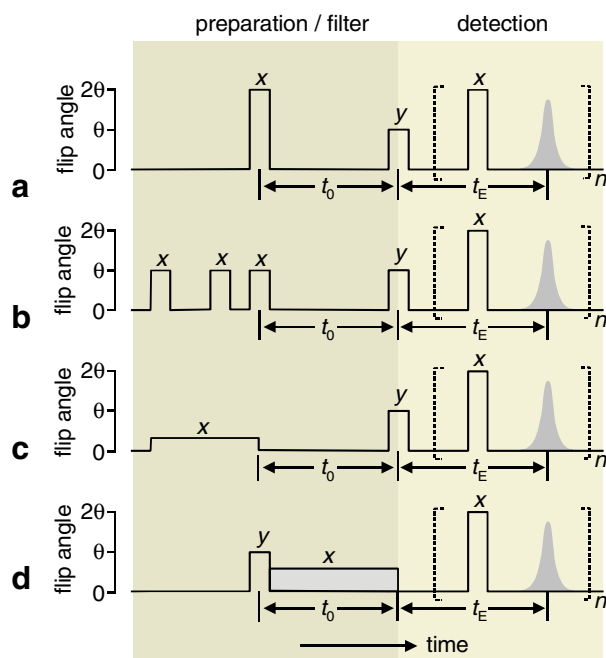 preparation / filter detection
a flip angle 2θ θ 0 x y x t0 tE n
b flip angle 2θ θ 0 x x x y x t0 tE n
c flip angle 2θ θ 0 x y x t0 tE n
d flip angle 2θ θ 0 y x x t0 tE n
time